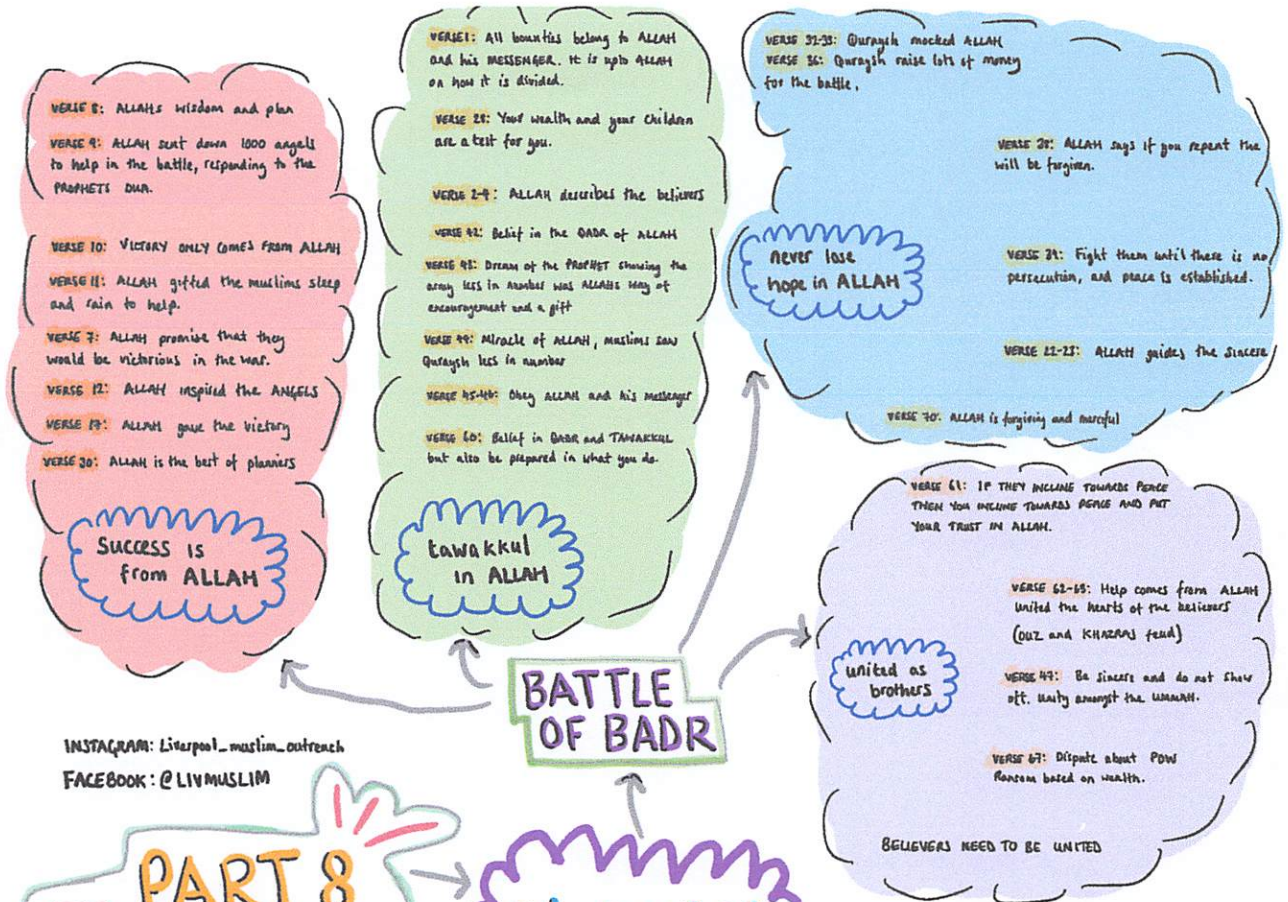 VERSE 8: ALLAHs wisdom and plan
VERSE 9: ALLAH sent down 1000 angels
to help in the battle, responding to the
PROPHETS DUA.
VERSE 10: VICTORY ONLY COMES FROM ALLAH
VERSE 11: ALLAH gifted the muslims sleep
and rain to help.
VERSE 7: ALLAH promise that they
would be victorious in the war.
VERSE 12: ALLAH inspired the ANGELS
VERSE 17: ALLAH gave the victory
VERSE 30: ALLAH is the best of planners
SUCCESS IS
from ALLAH
VERSE 1: All bounties belong to ALLAH
and his MESSENGER. It is upto ALLAH
on how it is divided.
VERSE 28: Your wealth and your children
are a test for you.
VERSE 2-4: ALLAH describes the believers
VERSE 42: Belief in the QADR of ALLAH
VERSE 43: Dream of the PROPHET showing the
army less in number was ALLAHs way of
encouragement and a gift
VERSE 44: Miracle of ALLAH, muslims saw
Quraysh less in number
VERSE 45-46: Obey ALLAH and his messenger
VERSE 60: Belief in QADR and TAWAKKUL
but also be prepared in what you do.
tawakkul
in ALLAH
VERSE 32-33: Quraysh mocked ALLAH
VERSE 36: Quraysh raise lots of money
for the battle,
VERSE 38: ALLAH says if you repent the
will be forgiven.
never lose
hope in ALLAH
VERSE 39: Fight them until there is no
persecution, and peace is established.
VERSE 22-23: ALLAH guides the sincere
VERSE 70: ALLAH is forgiving and merciful
VERSE 61: IF THEY INCLINE TOWARDS PEACE
THEN YOU INCLINE TOWARDS PEACE AND PUT
YOUR TRUST IN ALLAH.
VERSE 62-63: Help comes from ALLAH
united the hearts of the believers
(OUZ and KHAZRAJ feud)
united as
brothers
VERSE 47: Be sincere and do not show
off. Unity amongst the UMMAH.
VERSE 67: Dispute about POW
Ransom based on wealth.
BELIEVERS NEED TO BE UNITED
BATTLE
OF BADR
INSTAGRAM: Liverpool_muslim_outreach
FACEBOOK: @LIVMUSLIM
PART 8